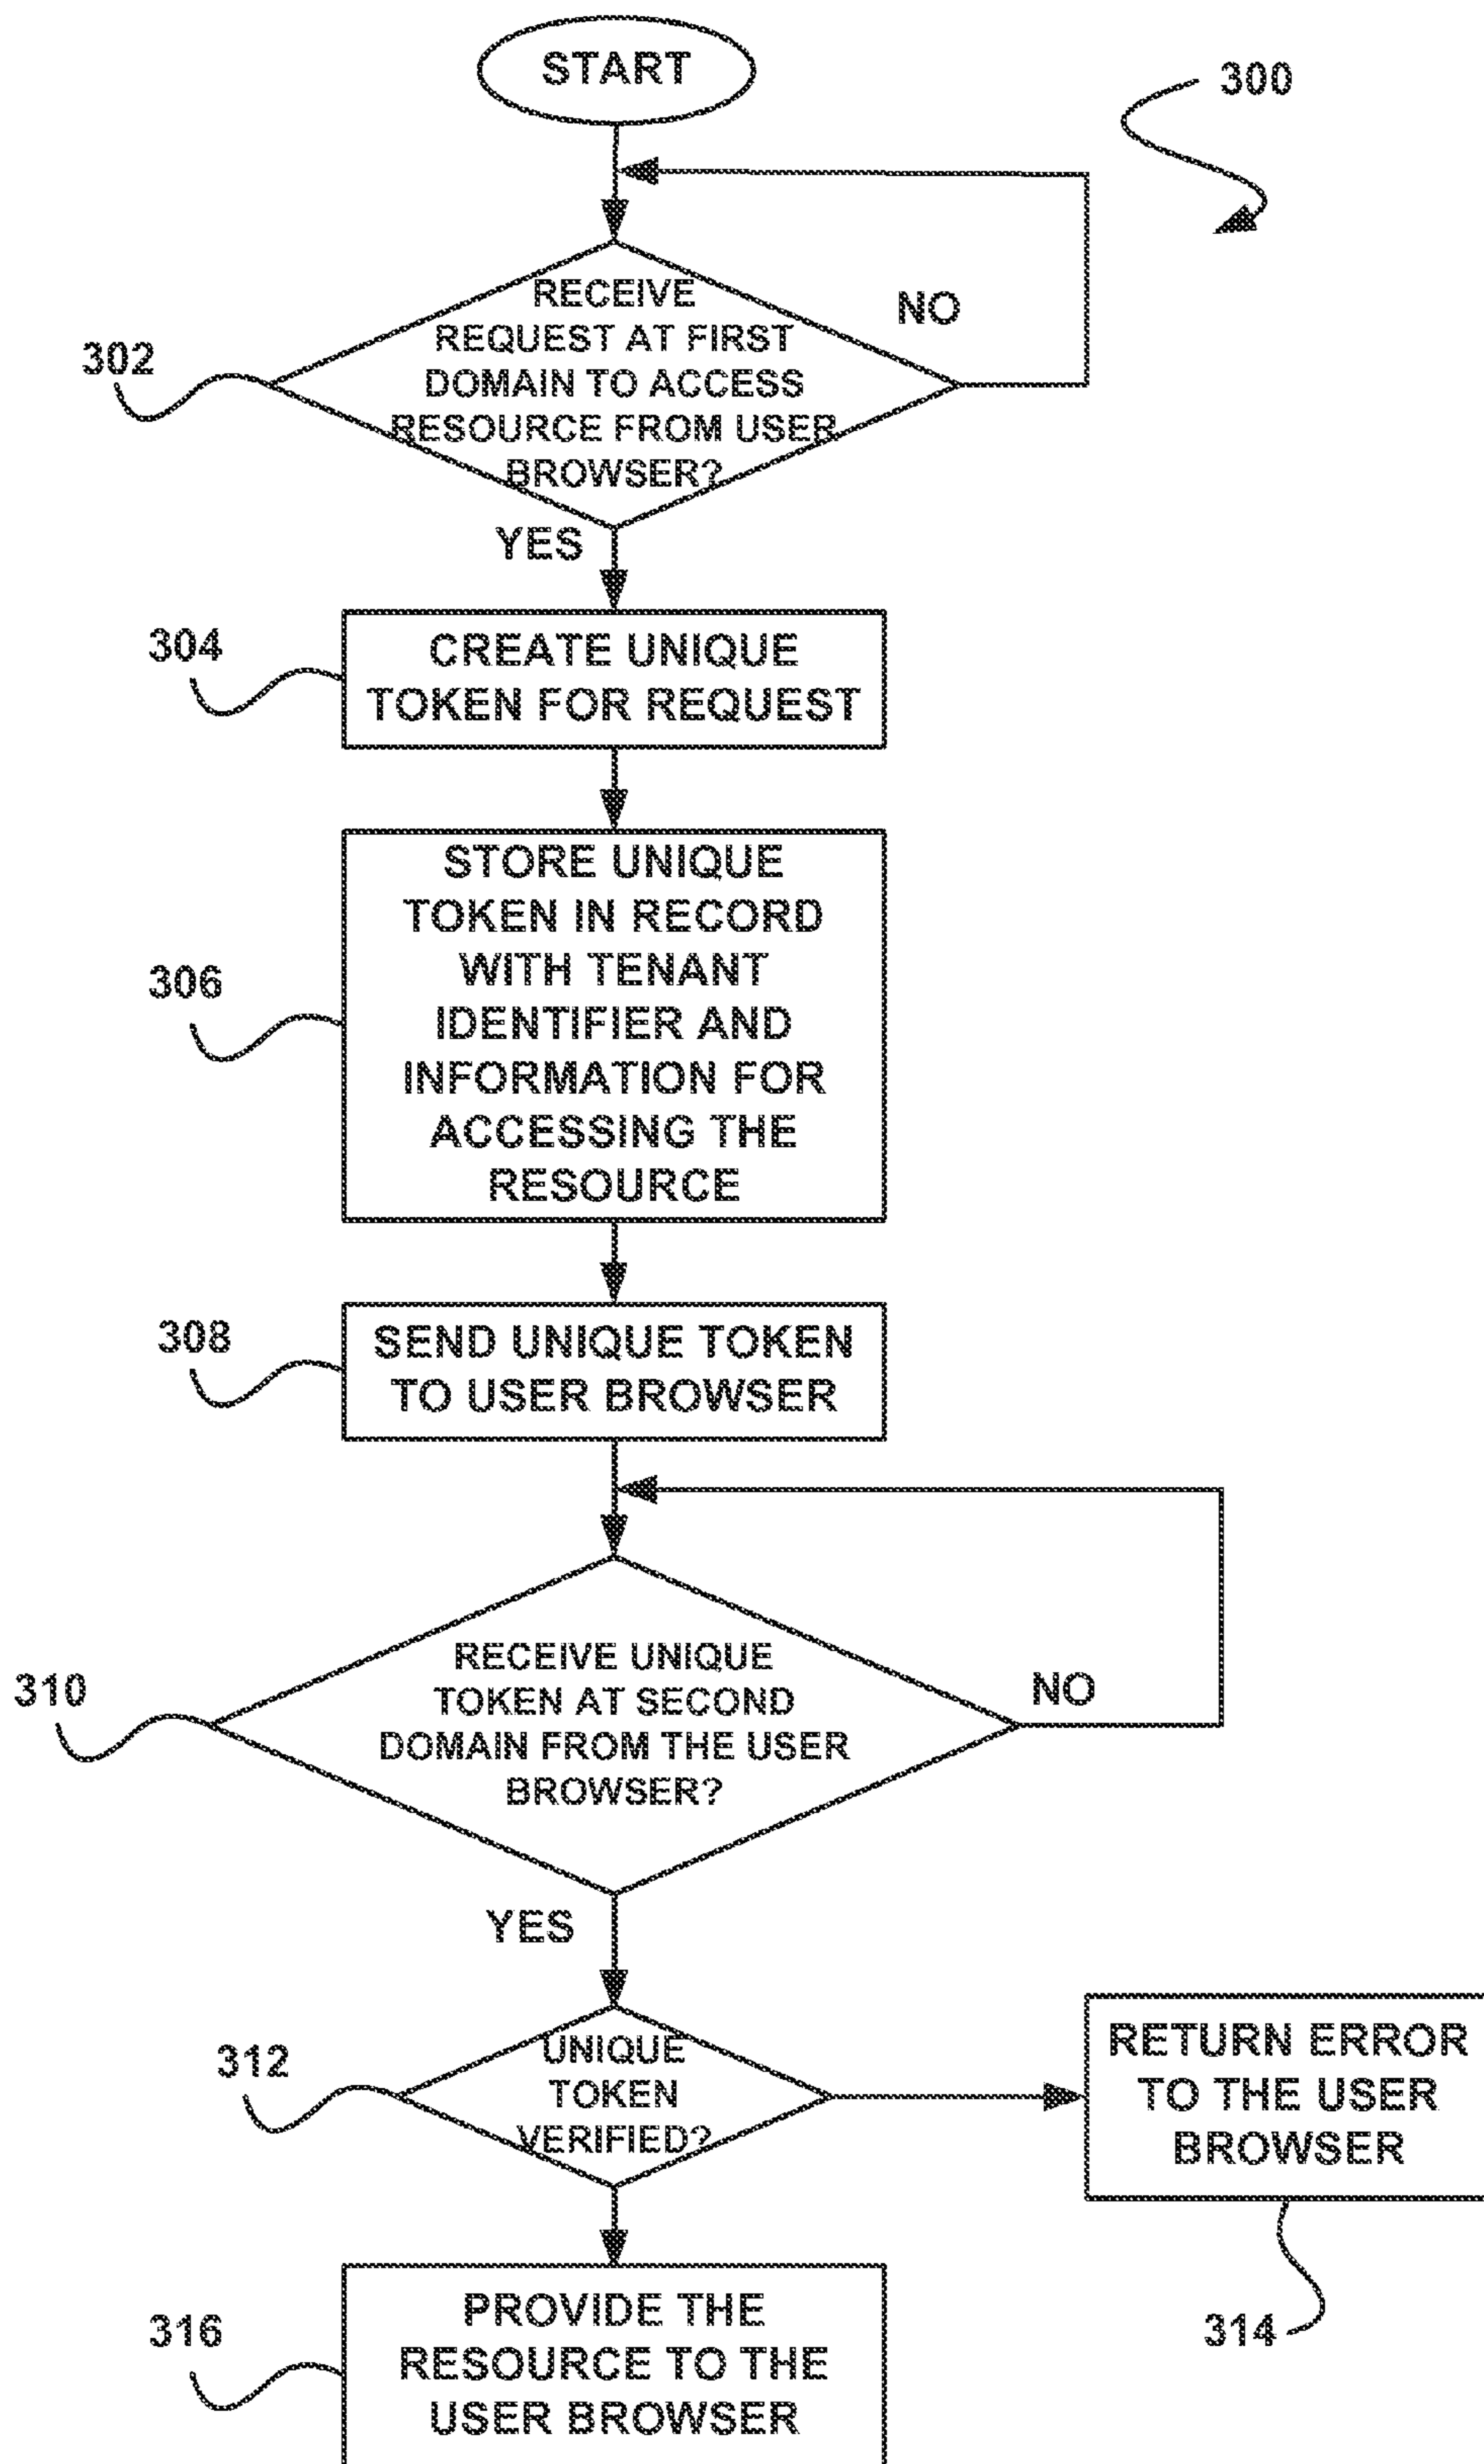 START
300
RECEIVE
REQUEST AT FIRST
DOMAIN TO ACCESS
RESOURCE FROM USER
BROWSER?
NO
302
YES
304
CREATE UNIQUE
TOKEN FOR REQUEST
306
STORE UNIQUE
TOKEN IN RECORD
WITH TENANT
IDENTIFIER AND
INFORMATION FOR
ACCESSING THE
RESOURCE
308
SEND UNIQUE TOKEN
TO USER BROWSER
310
RECEIVE UNIQUE
TOKEN AT SECOND
DOMAIN FROM THE USER
BROWSER?
NO
YES
312
UNIQUE
TOKEN
VERIFIED?
RETURN ERROR
TO THE USER
BROWSER
314
316
PROVIDE THE
RESOURCE TO THE
USER BROWSER